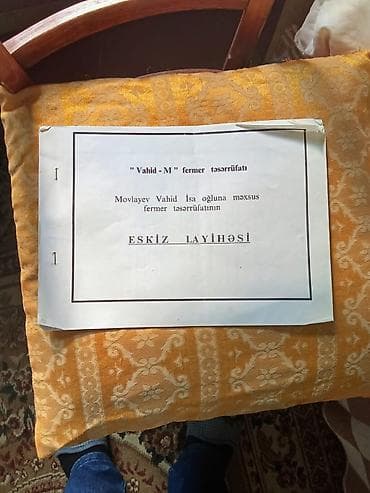 " Vahid - M " fermer təsərrüfatı
Movlayev Vahid İsa oğluna məxsus
fermer təsərrüfatının
ESKİZ LAYİHƏSİ